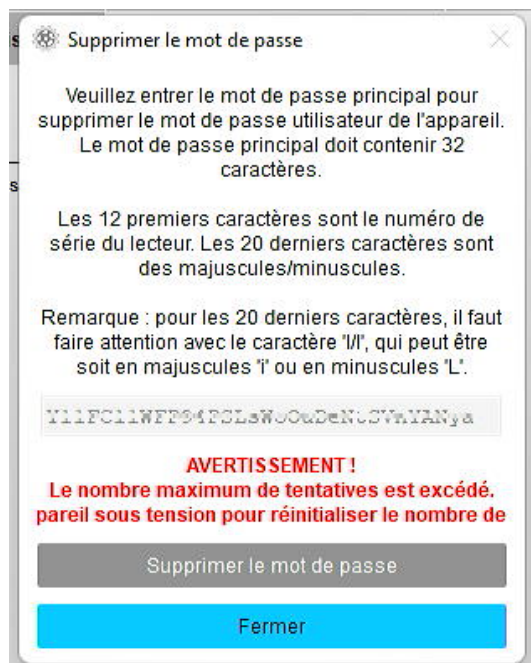 Supprimer le mot de passe
Veuillez entrer le mot de passe principal pour
supprimer le mot de passe utilisateur de l'appareil.
Le mot de passe principal doit contenir 32
caractères.
Les 12 premiers caractères sont le numéro de
série du lecteur. Les 20 derniers caractères sont
des majuscules/minuscules.
Remarque : pour les 20 derniers caractères, il faut
faire attention avec le caractère 'I/l', qui peut être
soit en majuscules 'i' ou en minuscules 'L'.
AVERTISSEMENT !
Le nombre maximum de tentatives est excédé.
pareil sous tension pour réinitialiser le nombre de
Supprimer le mot de passe
Fermer